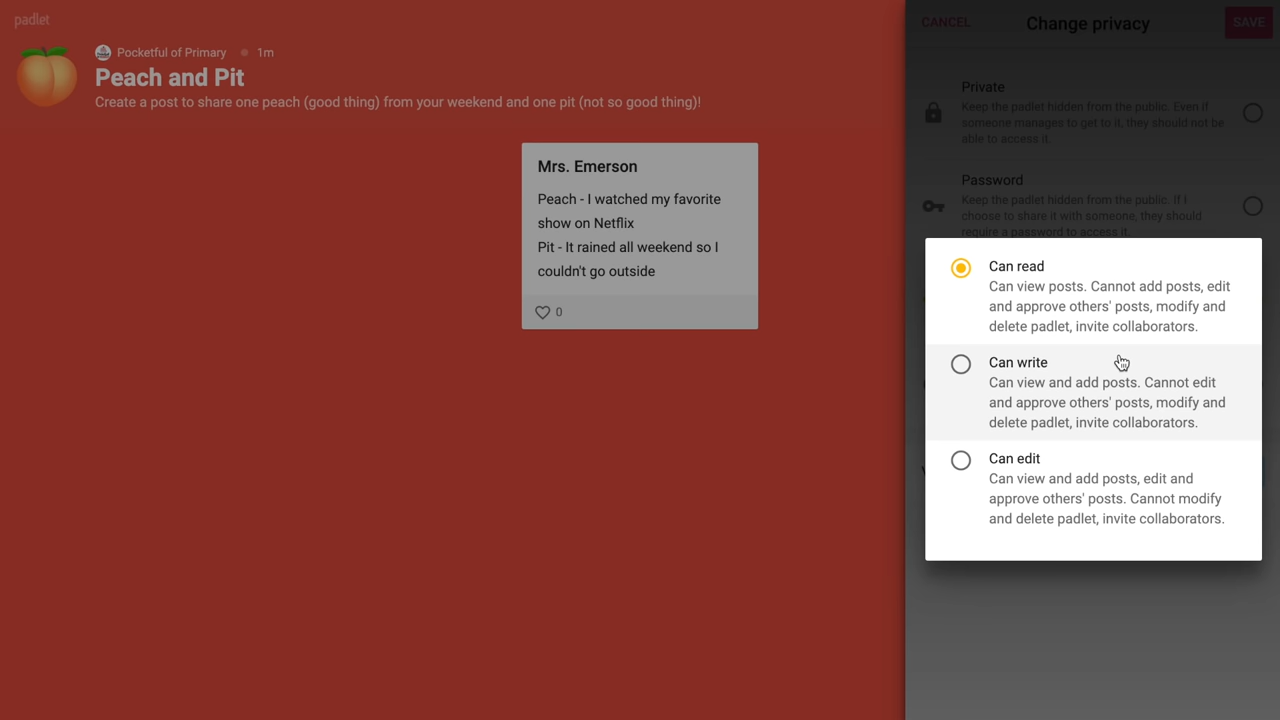 padlet
Pocketful of Primary 1m
Peach and Pit
Create a post to share one peach (good thing) from your weekend and one pit (not so good thing)!
Mrs. Emerson
Peach - I watched my favorite
show on Netflix
Pit - It rained all weekend so I
couldn't go outside
0
CANCEL
Change privacy
SAVE
Private
Keep the padlet hidden from the public. Even if
someone manages to get to it, they should not be
able to access it.
Password
Keep the padlet hidden from the public. If I
choose to share it with someone, they should
require a password to access it.
Can read
Can view posts. Cannot add posts, edit
and approve others' posts, modify and
delete padlet, invite collaborators.
Can write
Can view and add posts. Cannot edit
and approve others' posts, modify and
delete padlet, invite collaborators.
Can edit
Can view and add posts, edit and
approve others' posts. Cannot modify
and delete padlet, invite collaborators.